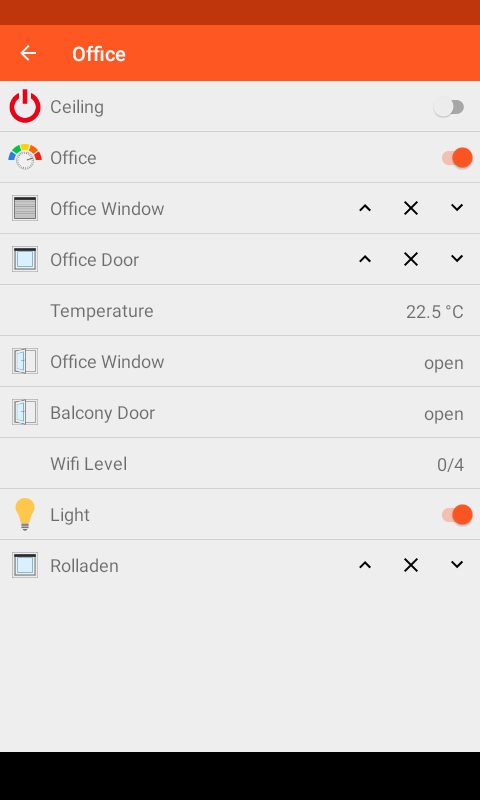 Office
Ceiling
Office
Office Window
Office Door
Temperature 22.5 °C
Office Window open
Balcony Door open
Wifi Level 0/4
Light
Rolladen